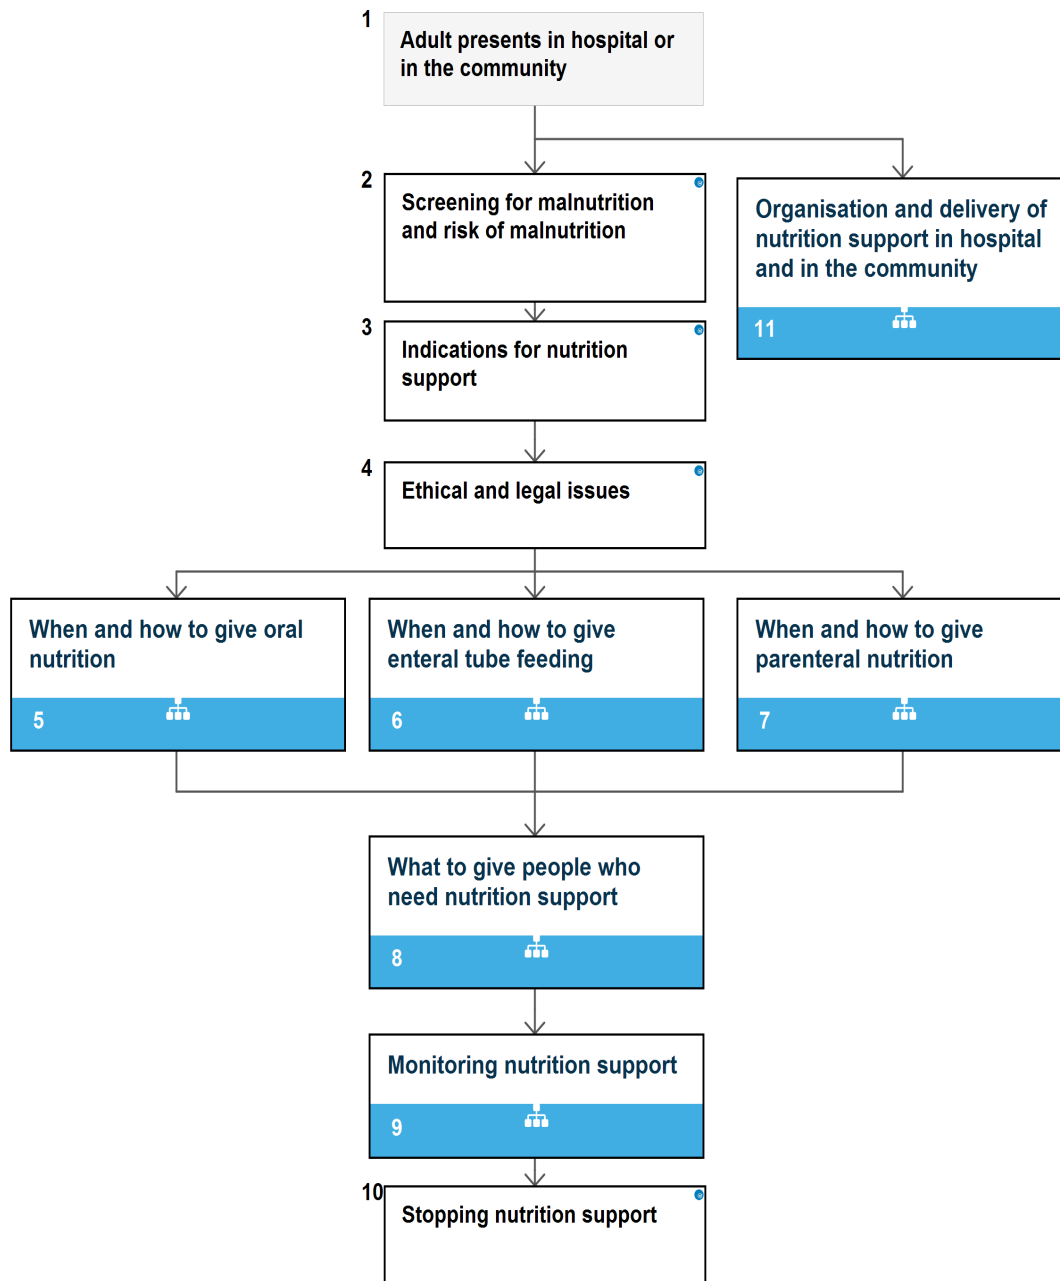 1
Adult presents in hospital or
in the community
2
Screening for malnutrition
and risk of malnutrition
Organisation and delivery of
nutrition support in hospital
and in the community
11
3
Indications for nutrition
support
4
Ethical and legal issues
When and how to give oral
nutrition
5
When and how to give
enteral tube feeding
6
When and how to give
parenteral nutrition
7
What to give people who
need nutrition support
8
Monitoring nutrition support
9
10
Stopping nutrition support